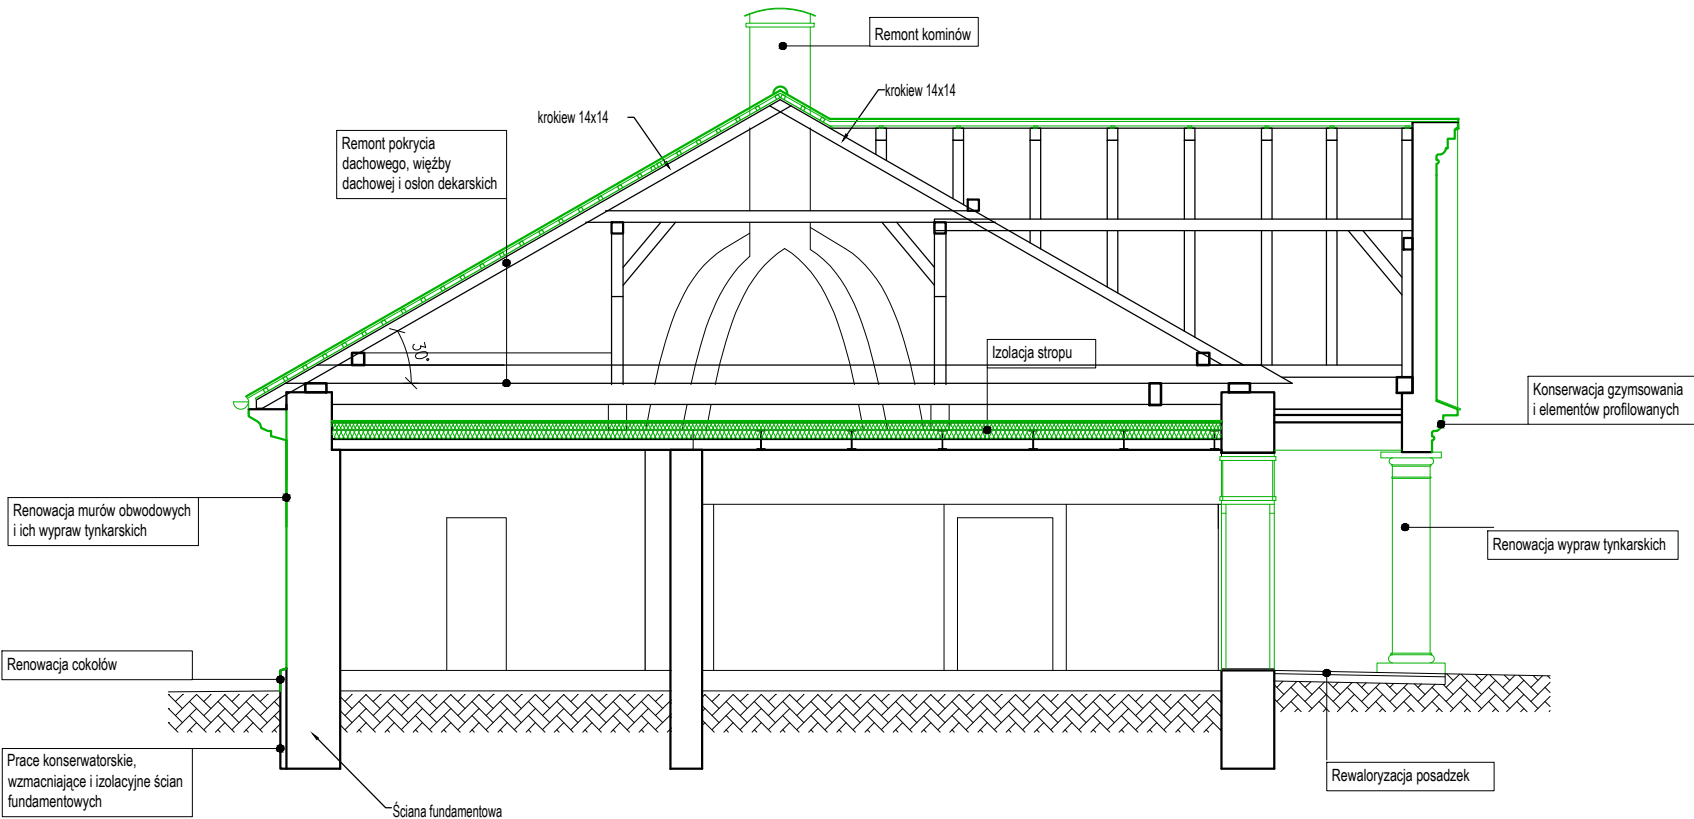 Remont kominów
krokiew 14x14
krokiew 14x14
Remont pokrycia
dachowego, więźby
dachowej i osłon dekarskich
30°
Izolacja stropu
Konserwacja gzymsowania
i elementów profilowanych
Renowacja murów obwodowych
i ich wypraw tynkarskich
Renowacja wypraw tynkarskich
Renowacja cokołów
Prace konserwatorskie,
wzmacniające i izolacyjne ścian
fundamentowych
Rewaloryzacja posadzek
Ściana fundamentowa